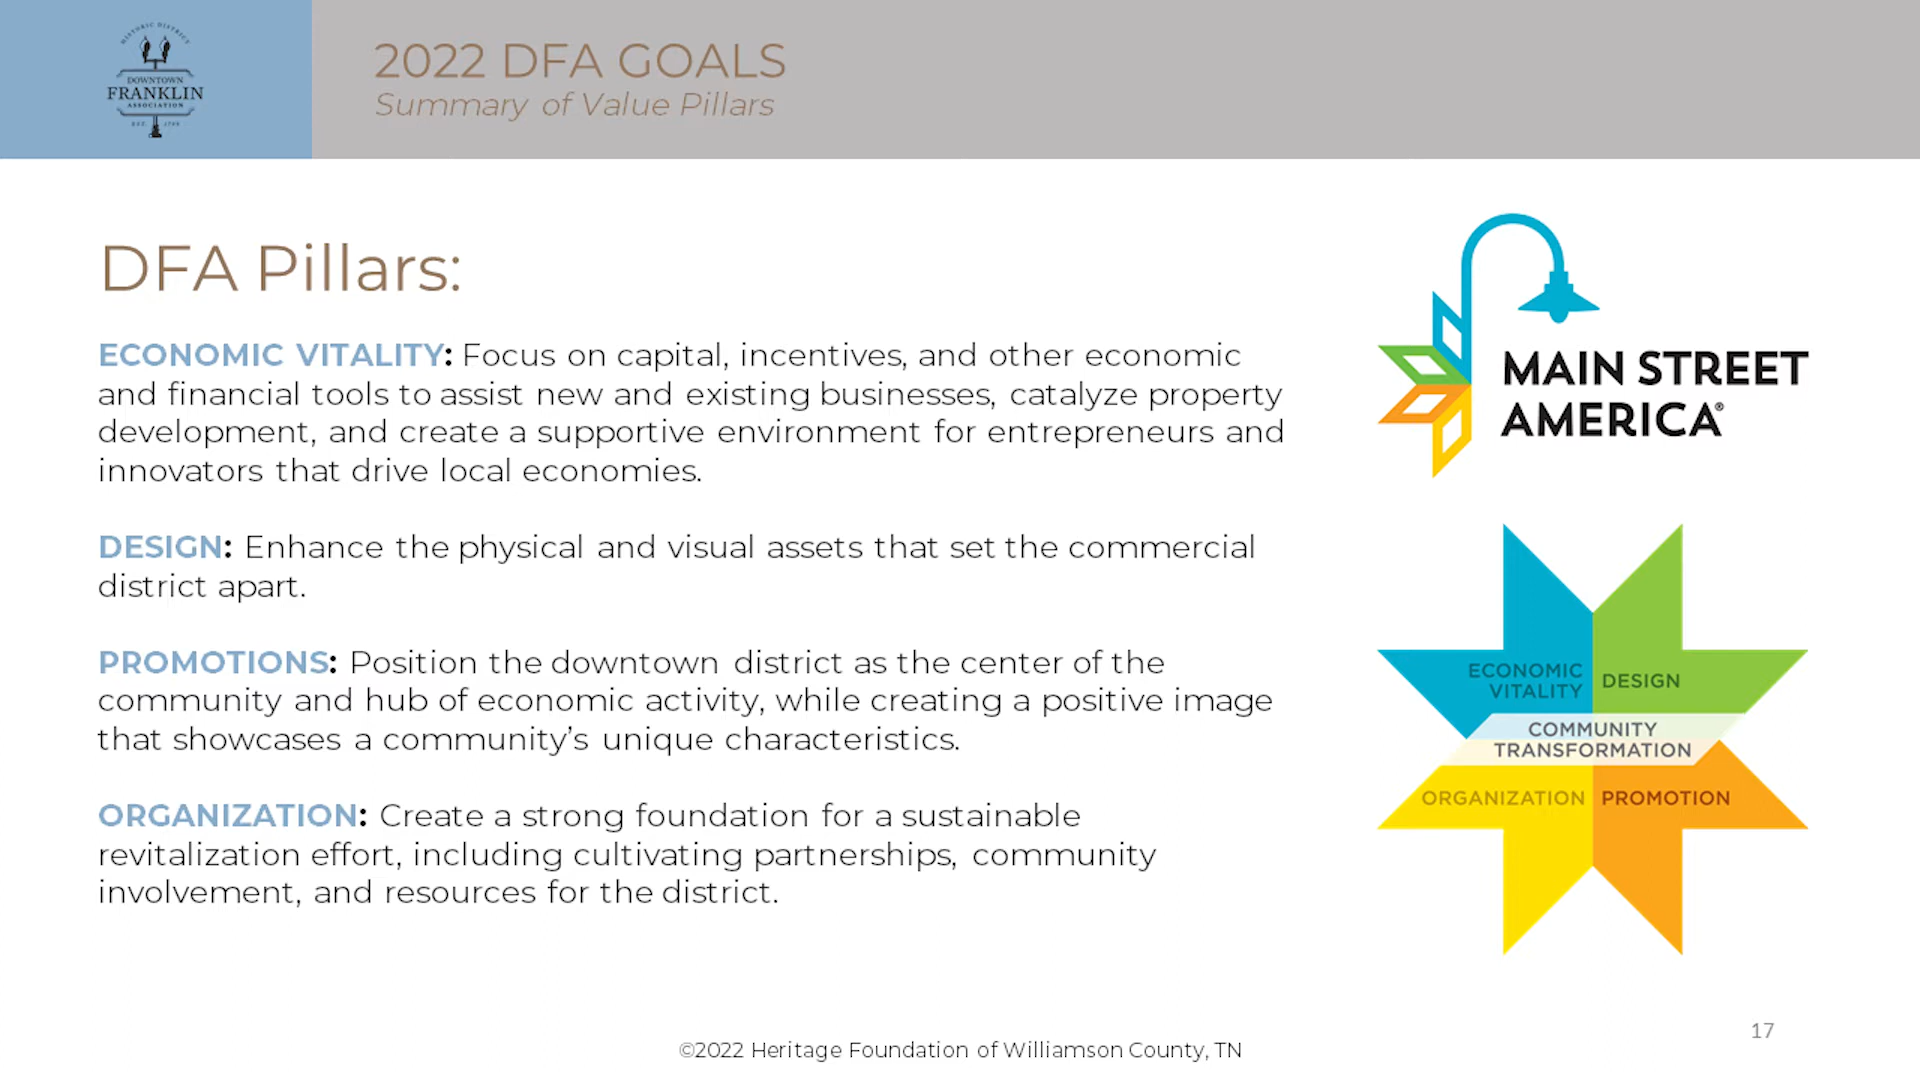 HISTORIC DISTRICT
DOWNTOWN
FRANKLIN
ASSOCIATION
EST. 1799
2022 DFA GOALS
Summary of Value Pillars
DFA Pillars:
ECONOMIC VITALITY: Focus on capital, incentives, and other economic
and financial tools to assist new and existing businesses, catalyze property
development, and create a supportive environment for entrepreneurs and
innovators that drive local economies.
DESIGN: Enhance the physical and visual assets that set the commercial
district apart.
PROMOTIONS: Position the downtown district as the center of the
community and hub of economic activity, while creating a positive image
that showcases a community’s unique characteristics.
ORGANIZATION: Create a strong foundation for a sustainable
revitalization effort, including cultivating partnerships, community
involvement, and resources for the district.
MAIN STREET
AMERICA®
ECONOMIC
VITALITY
DESIGN
COMMUNITY
TRANSFORMATION
ORGANIZATION
PROMOTION
©2022 Heritage Foundation of Williamson County, TN
17